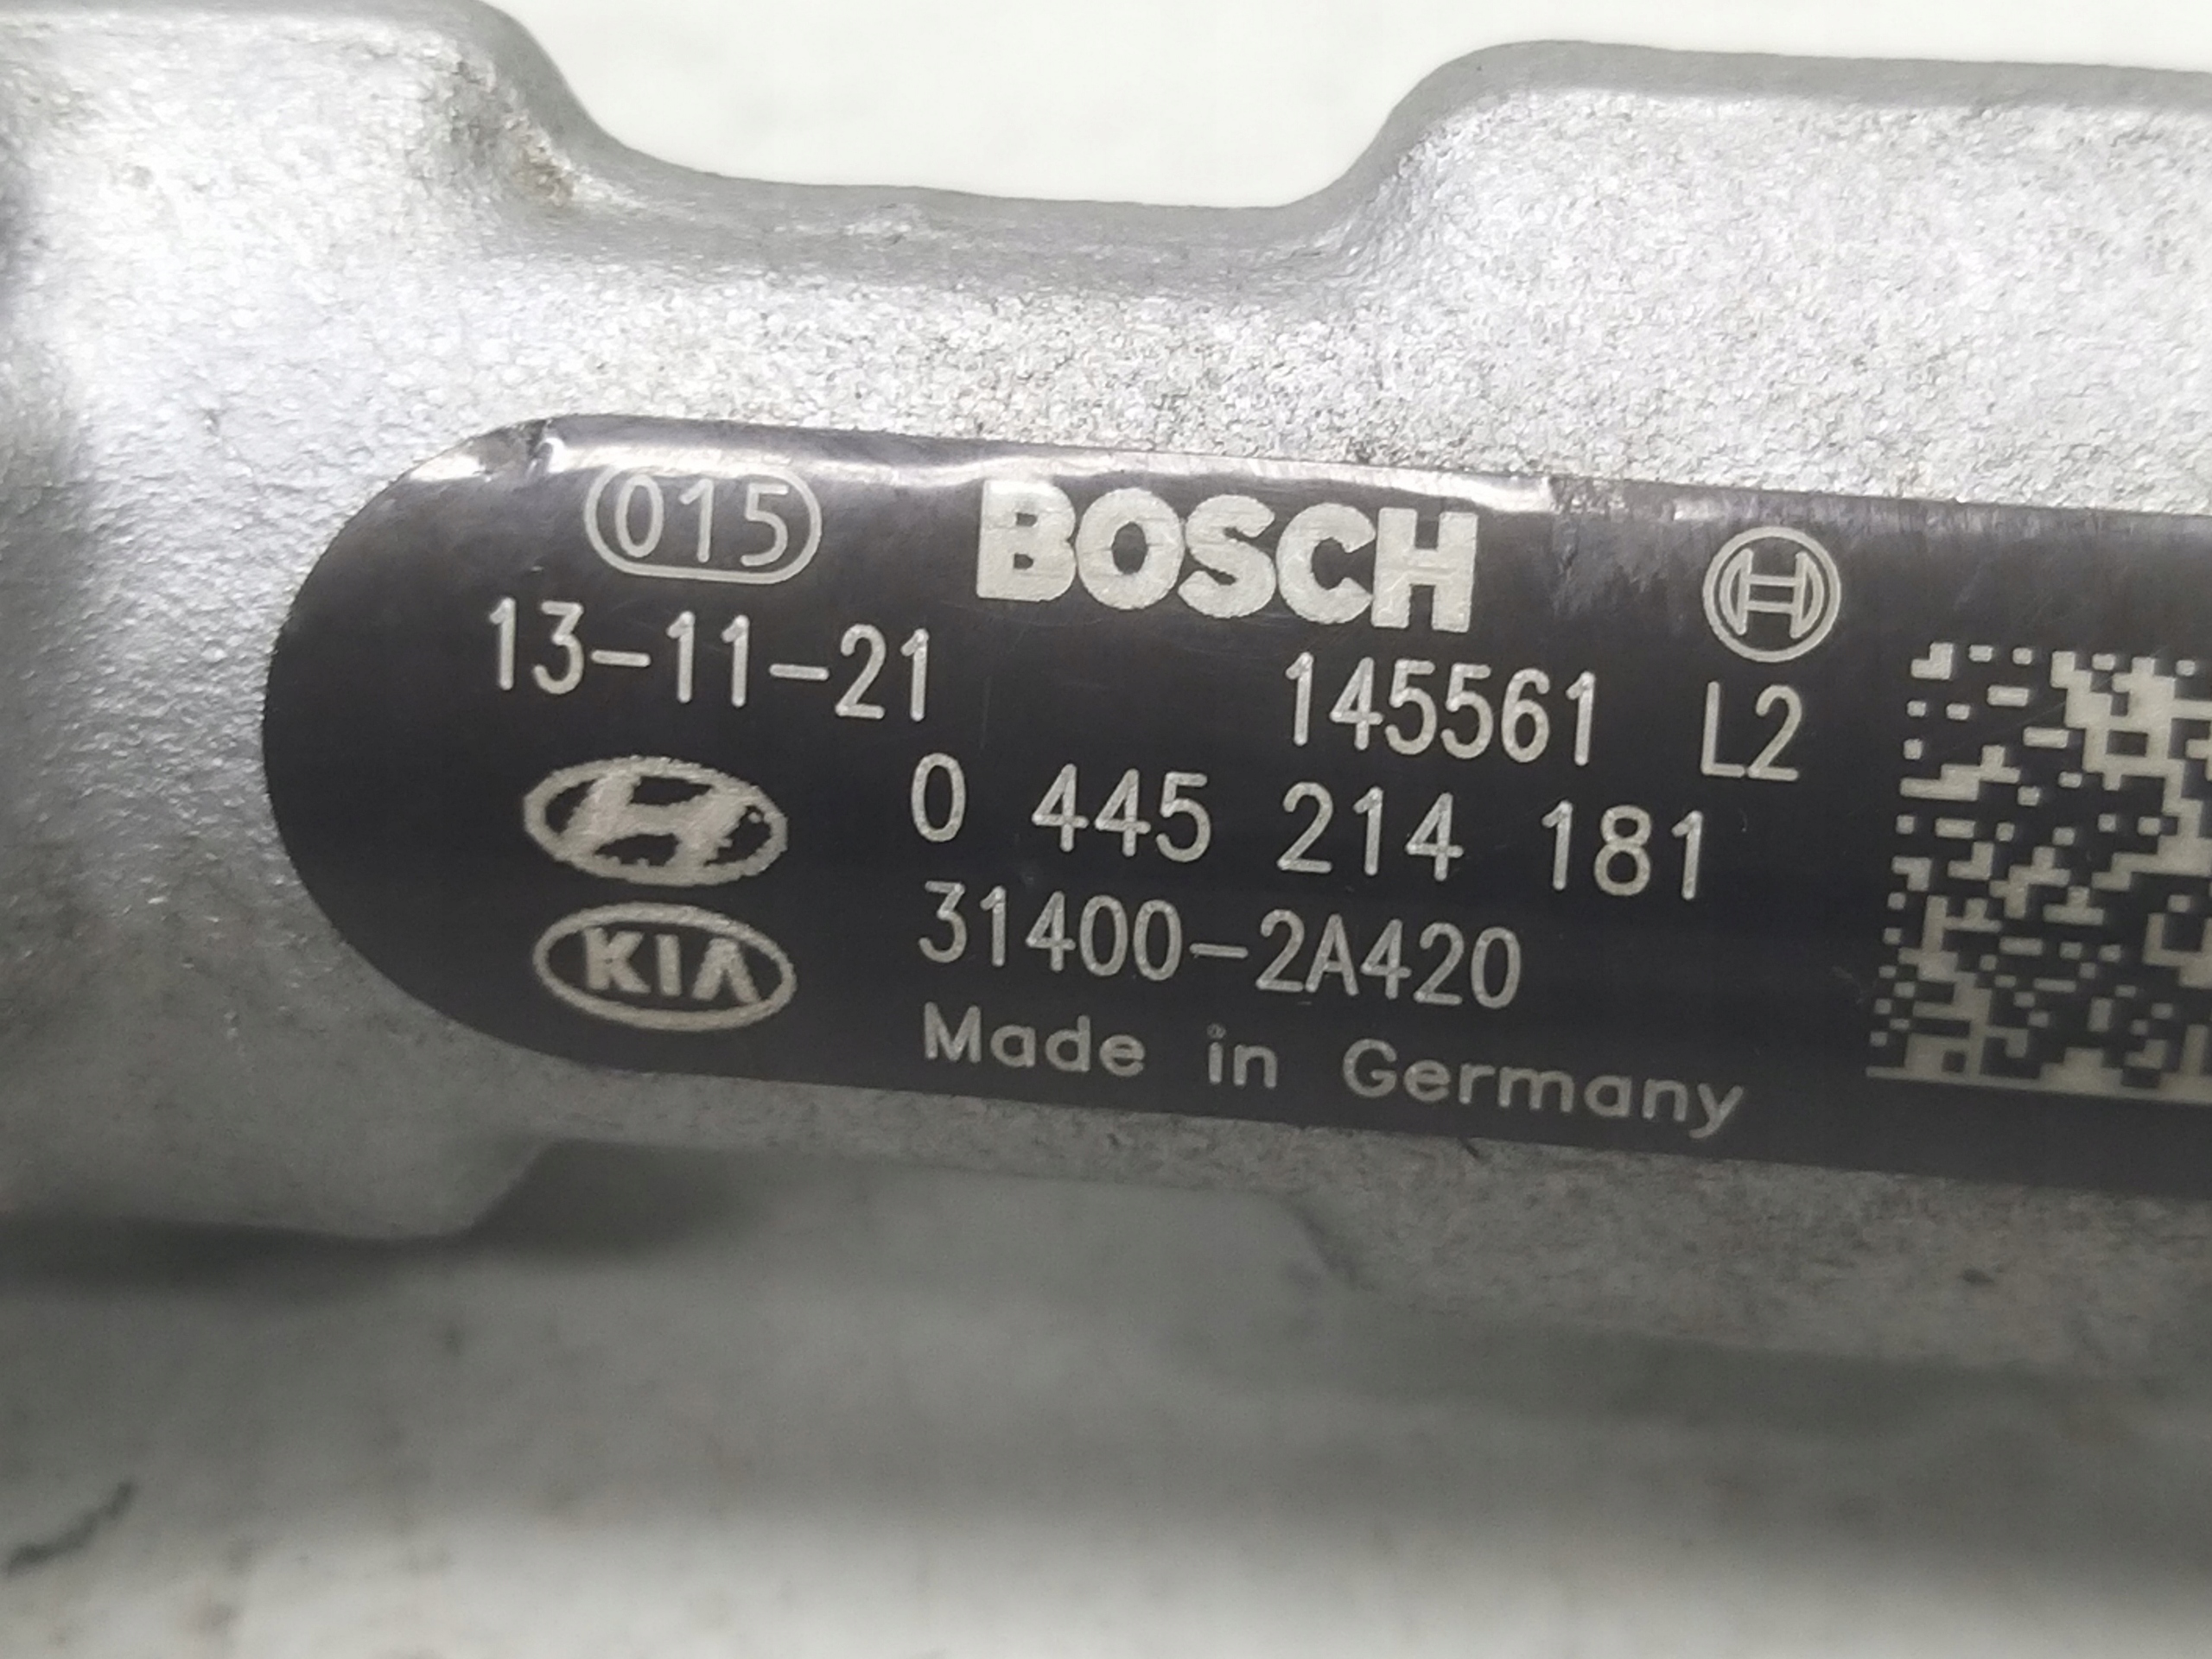 015 BOSCH
13-11-21 145561 L2
0 445 214 181
KIA 31400-2A420
Made in Germany